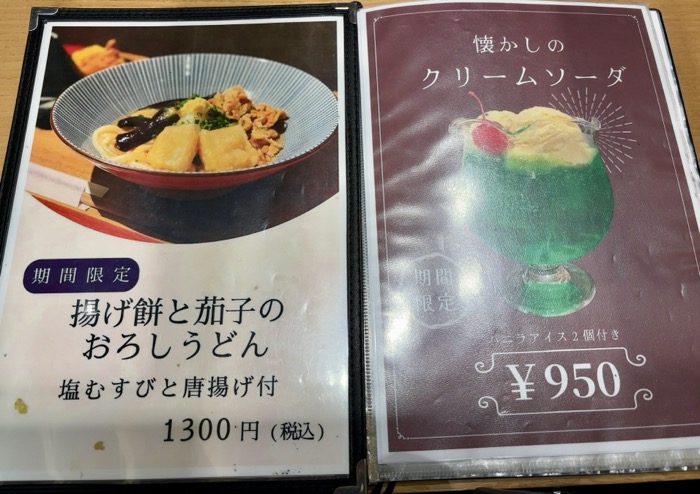 期間限定
揚げ餅と茄子の
おろしうどん
塩むすびと唐揚げ付
1300円(税込)
懐かしの
クリームソーダ
期間
限定
バニラアイス2個付き
¥950